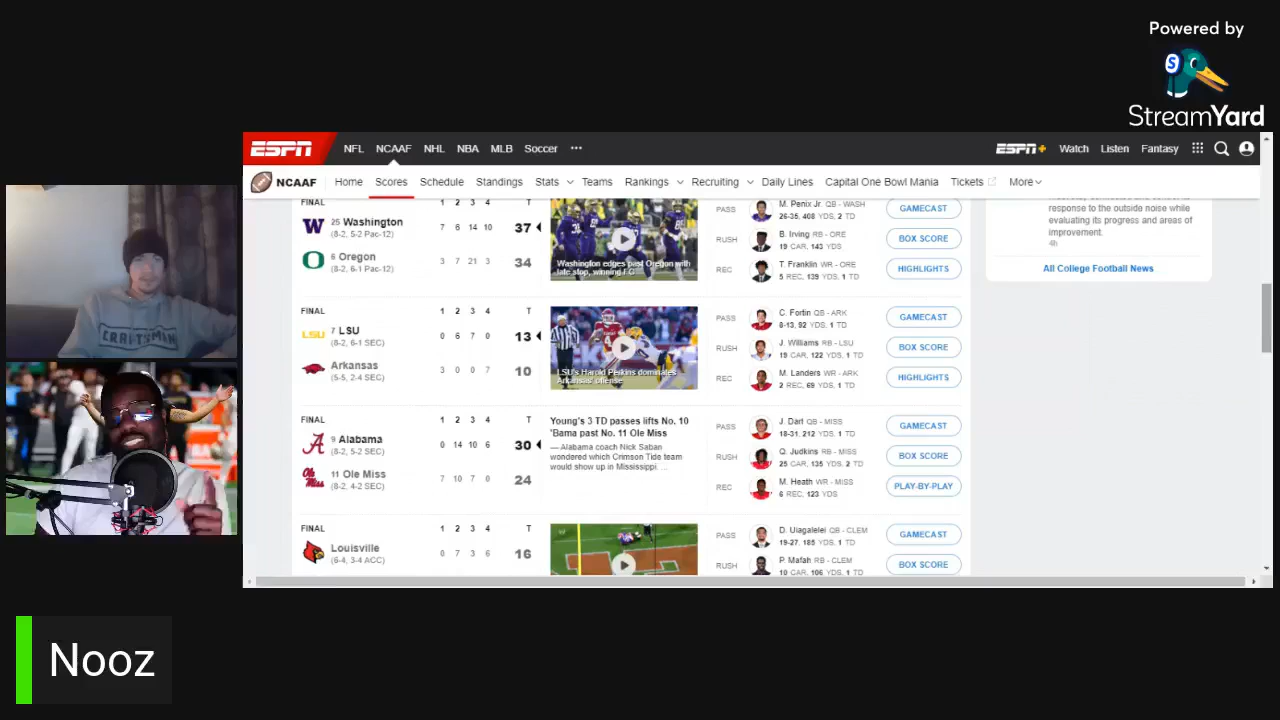 Powered by
StreamYard
ESPN NFL NCAAF NHL NBA MLB Soccer ••• ESPN+ Watch Listen Fantasy
NCAAF Home Scores Schedule Standings Stats Teams Rankings Recruiting Daily Lines Capital One Bowl Mania Tickets More
FINAL 1 2 3 4 T
25 Washington 7 6 14 10 37
(8-2, 5-2 Pac-12)
6 Oregon 3 7 21 3 34
(8-2, 6-1 Pac-12)
Washington edges past Oregon with
late stop, winning FG
PASS M. Penix Jr. QB - WASH
26-35, 408 YDS, 2 TD
RUSH B. Irving RB - ORE
19 CAR, 143 YDS
REC T. Franklin WR - ORE
5 REC, 139 YDS, 1 TD
GAMECAST
BOX SCORE
HIGHLIGHTS
response to the outside noise while
evaluating its progress and areas of
improvement.
4h
All College Football News
FINAL 1 2 3 4 T
LSU 7 LSU 0 6 7 0 13
(8-2, 6-1 SEC)
Arkansas 3 0 0 7 10
(5-5, 2-4 SEC)
LSU's Harold Perkins dominates
Arkansas' offense
PASS C. Fortin QB - ARK
8-13, 92 YDS, 1 TD
RUSH J. Williams RB - LSU
19 CAR, 122 YDS, 1 TD
REC M. Landers WR - ARK
2 REC, 69 YDS, 1 TD
GAMECAST
BOX SCORE
HIGHLIGHTS
FINAL 1 2 3 4 T
9 Alabama 0 14 10 6 30
(8-2, 5-2 SEC)
Ole Miss 11 Ole Miss 7 10 7 0 24
(8-2, 4-2 SEC)
Young's 3 TD passes lifts No. 10
'Bama past No. 11 Ole Miss
— Alabama coach Nick Saban
wondered which Crimson Tide team
would show up in Mississippi. ...
PASS J. Dart QB - MISS
18-31, 212 YDS, 1 TD
RUSH Q. Judkins RB - MISS
25 CAR, 135 YDS, 2 TD
REC M. Heath WR - MISS
6 REC, 123 YDS
GAMECAST
BOX SCORE
PLAY-BY-PLAY
FINAL 1 2 3 4 T
Louisville 0 7 3 6 16
(6-4, 3-4 ACC)
PASS D. Uiagalelei QB - CLEM
19-27, 185 YDS, 1 TD
RUSH P. Mafah RB - CLEM
10 CAR, 106 YDS, 1 TD
GAMECAST
BOX SCORE
CRAFTSMAN
Nooz